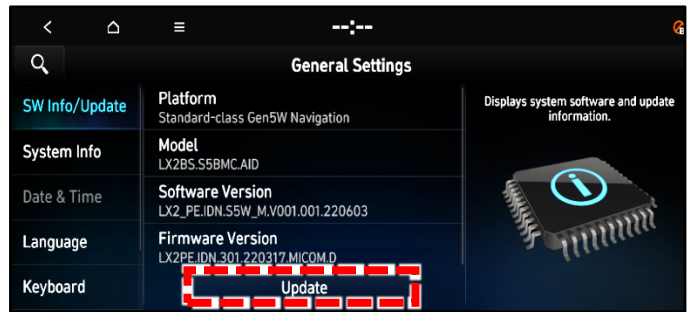 --:--
General Settings
SW Info/Update
System Info
Date & Time
Language
Keyboard
Platform
Standard-class Gen5W Navigation
Model
LX2BS.S5BMC.AID
Software Version
LX2_PE.IDN.S5W_M.V001.001.220603
Firmware Version
LX2PE.IDN.301.220317.MICOM.D
Update
Displays system software and update
information.